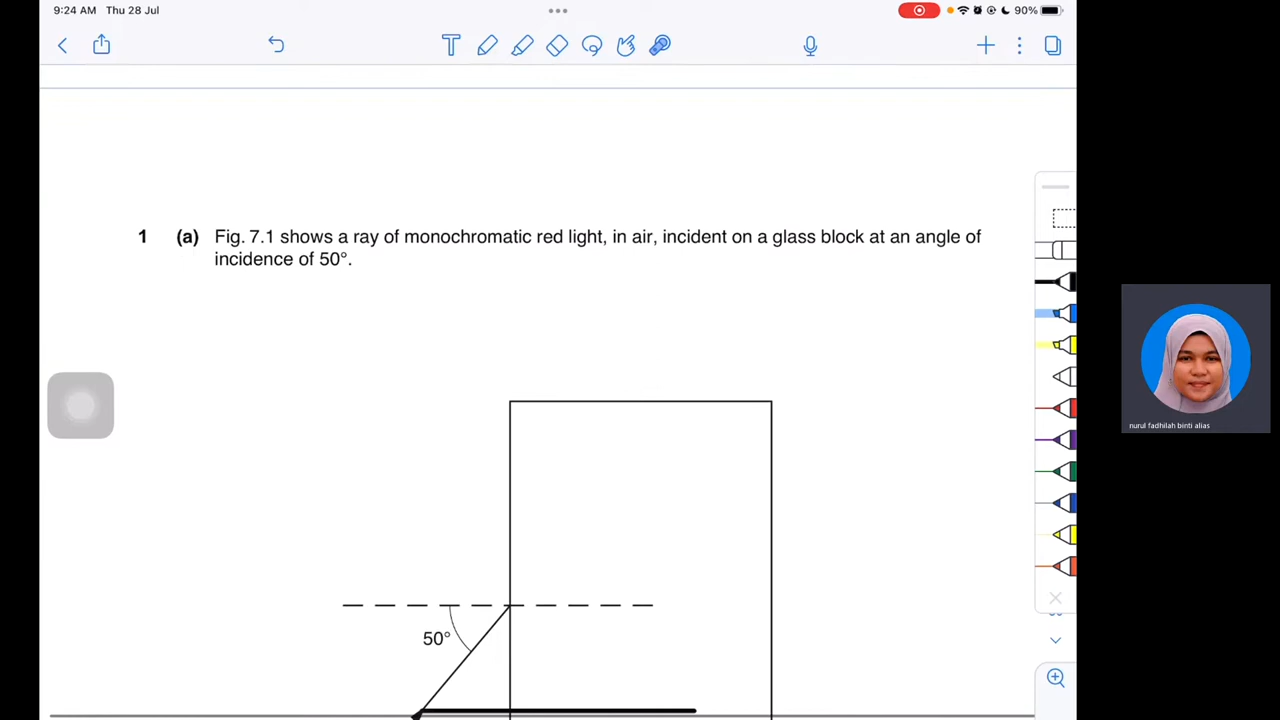 9:24 AM Thu 28 Jul
90%
T
1 (a) Fig. 7.1 shows a ray of monochromatic red light, in air, incident on a glass block at an angle of
incidence of 50°.
50°
nurul fadhilah binti alias